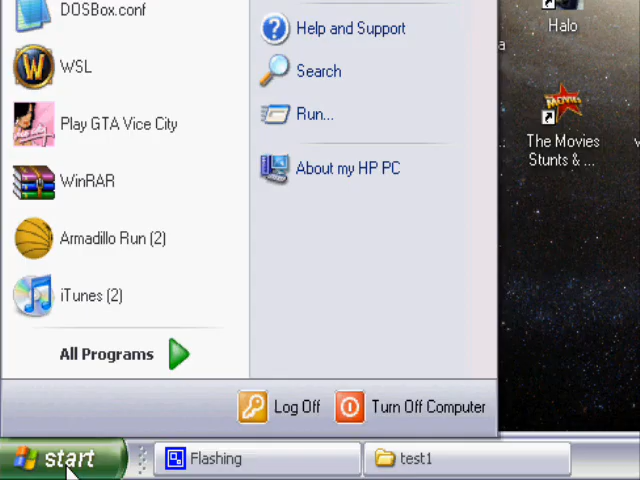 DOSBox.conf
WSL
Play GTA Vice City
WinRAR
Armadillo Run (2)
iTunes (2)
All Programs
Help and Support
Search
Run...
About my HP PC
Log Off
Turn Off Computer
start
Flashing
test1
Halo
MOVIES
The Movies
Stunts & ...